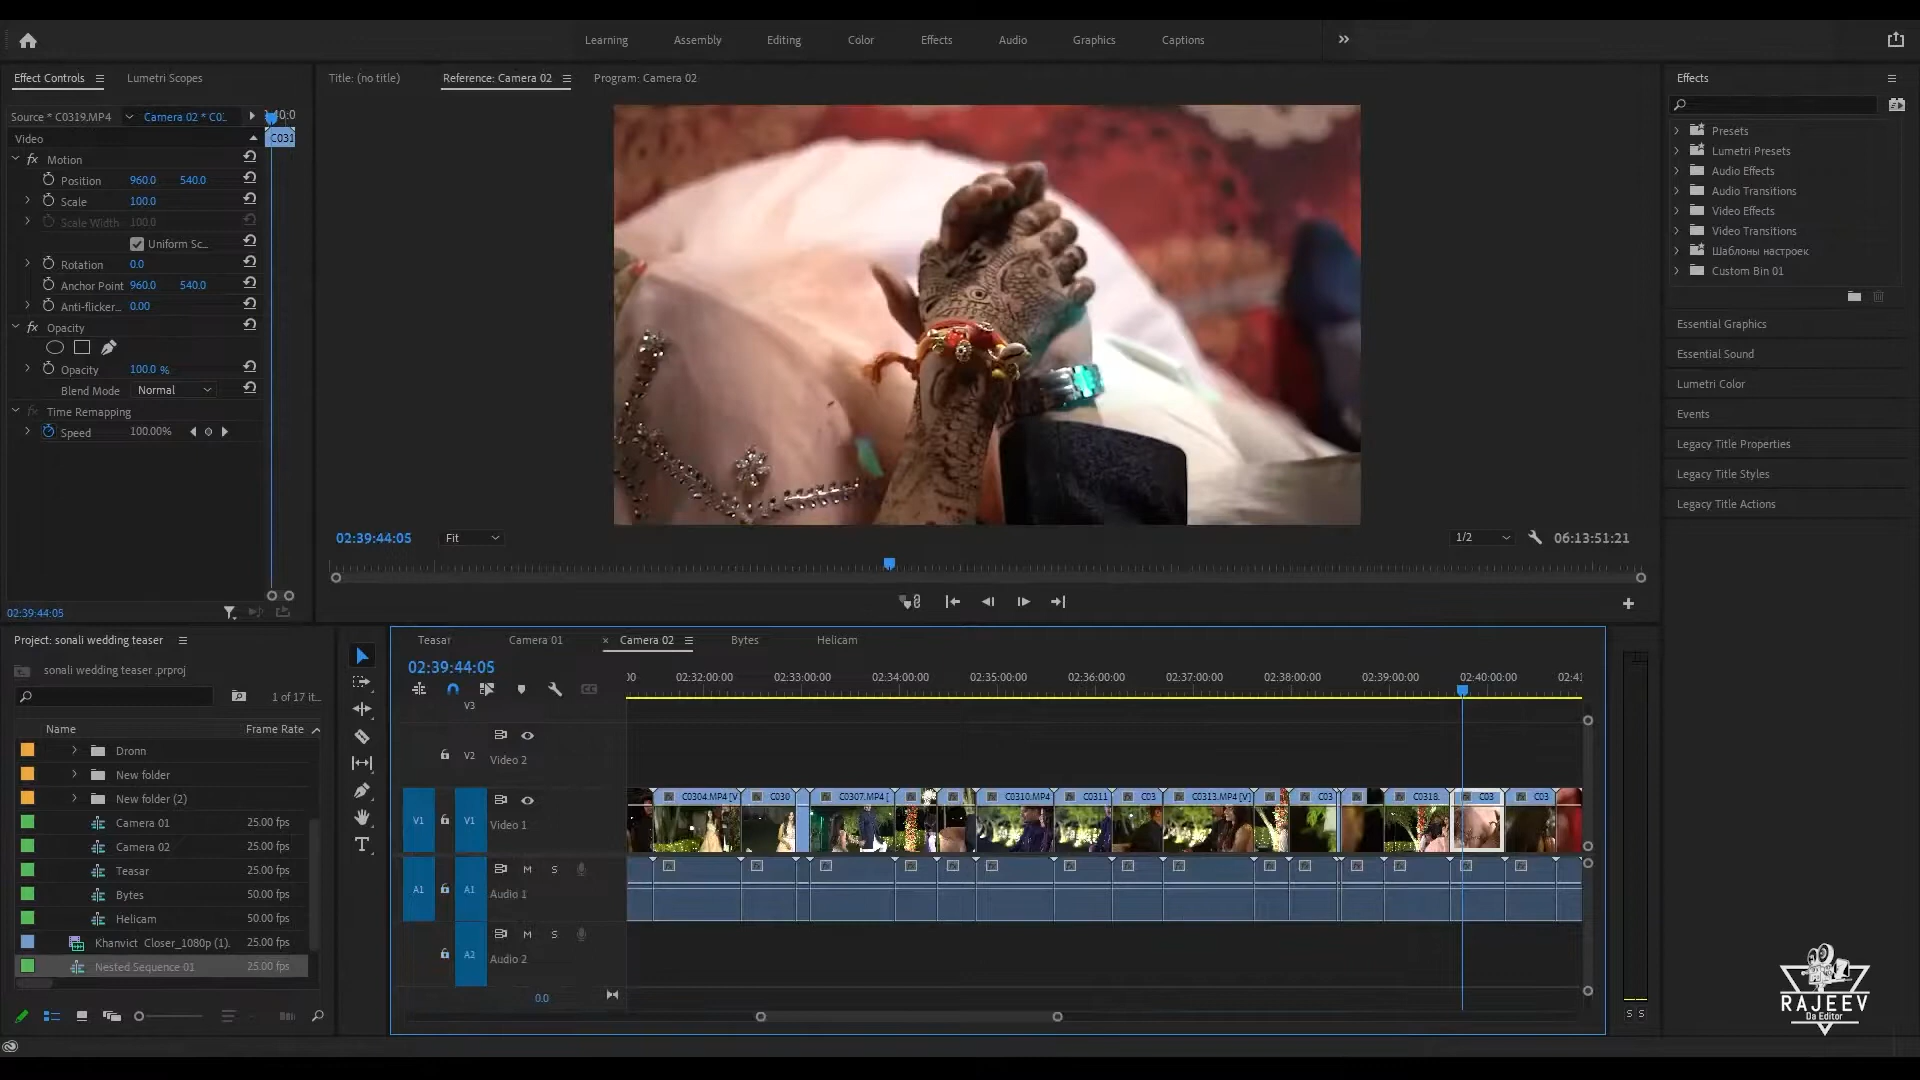 Learning Assembly Editing Color Effects Audio Graphics Captions
Effect Controls Lumetri Scopes
Source * C0319.MP4 Camera 02 * C0...
Video
C031
Motion
Position 960.0 540.0
Scale 100.0
Scale Width 100.0
Uniform Sc...
Rotation 0.0
Anchor Point 960.0 540.0
Anti-flicker... 0.00
Opacity
Opacity 100.0 %
Blend Mode Normal
Time Remapping
Speed 100.00%
02:39:44:05
Title: (no title) Reference: Camera 02 Program: Camera 02
02:39:44:05 Fit 1/2 06:13:51:21
Effects
Presets
Lumetri Presets
Audio Effects
Audio Transitions
Video Effects
Video Transitions
Шаблоны настроек
Custom Bin 01
Essential Graphics
Essential Sound
Lumetri Color
Events
Legacy Title Properties
Legacy Title Styles
Legacy Title Actions
Project: sonali wedding teaser
sonali wedding teaser .prproj
1 of 17 it...
Name Frame Rate
Dronn
New folder
New folder (2)
Camera 01 25.00 fps
Camera 02 25.00 fps
Teasar 25.00 fps
Bytes 50.00 fps
Helicam 50.00 fps
Khanvict Closer_1080p (1). 25.00 fps
Nested Sequence 01 25.00 fps
Teasar Camera 01 × Camera 02 Bytes Helicam
02:39:44:05
:00 02:32:00:00 02:33:00:00 02:34:00:00 02:35:00:00 02:36:00:00 02:37:00:00 02:38:00:00 02:39:00:00 02:40:00:00 02:41
V3
V2 Video 2
V1 V1 Video 1
C0304.MP4 [V C030 C0307.MP4 [ C0310.MP4 C0311 C03 C0313.MP4 [V] C03 C0318. C03 C03
A1 A1 M S Audio 1
A2 M S Audio 2
0.0
S S
RAJEEV
Da Editor